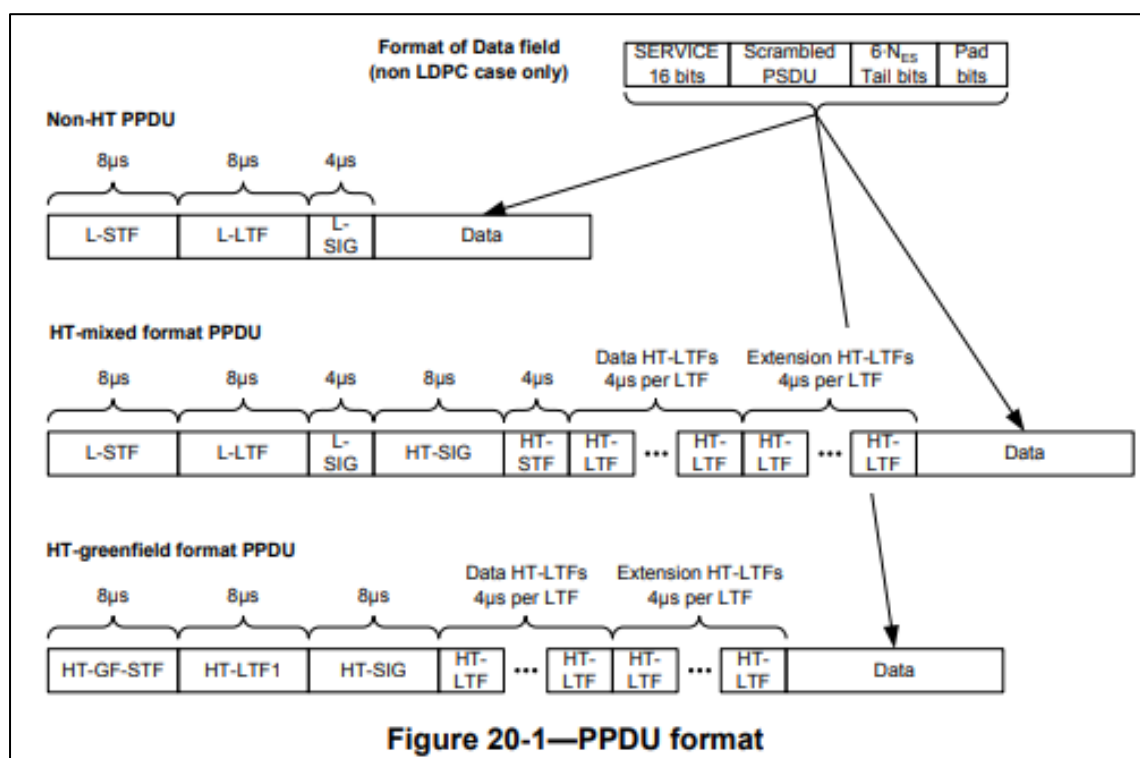 Format of Data field
(non LDPC case only)
SERVICE
16 bits
Scrambled
PSDU
6·NES
Tail bits
Pad
bits
Non-HT PPDU
8µs
8µs
4µs
L-STF
L-LTF
L-
SIG
Data
HT-mixed format PPDU
8µs
8µs
4µs
8µs
4µs
Data HT-LTFs
4µs per LTF
Extension HT-LTFs
4µs per LTF
L-STF
L-LTF
L-
SIG
HT-SIG
HT-
STF
HT-
LTF
•••
HT-
LTF
HT-
LTF
•••
HT-
LTF
Data
HT-greenfield format PPDU
8µs
8µs
8µs
Data HT-LTFs
4µs per LTF
Extension HT-LTFs
4µs per LTF
HT-GF-STF
HT-LTF1
HT-SIG
HT-
LTF
•••
HT-
LTF
HT-
LTF
•••
HT-
LTF
Data
Figure 20-1—PPDU format